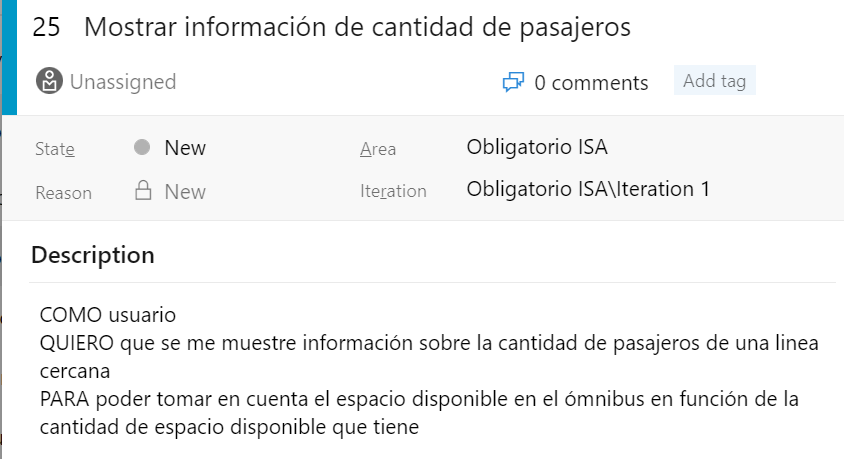 25 Mostrar información de cantidad de pasajeros
Unassigned 0 comments Add tag
State New Area Obligatorio ISA
Reason New Iteration Obligatorio ISA\Iteration 1
Description
COMO usuario
QUIERO que se me muestre información sobre la cantidad de pasajeros de una linea
cercana
PARA poder tomar en cuenta el espacio disponible en el ómnibus en función de la
cantidad de espacio disponible que tiene